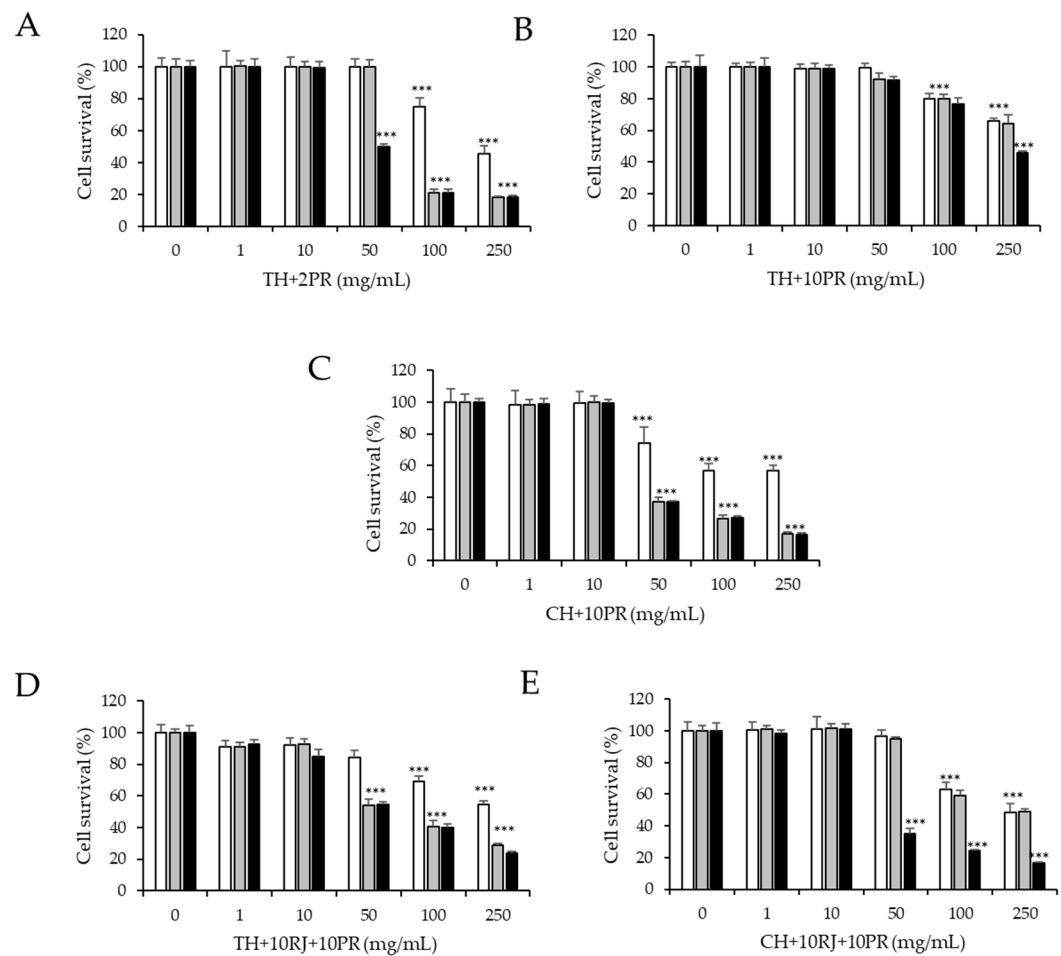 A
120
100
80
60
40
20
0
Cell survival (%)
*** *** *** *** ***
0 1 10 50 100 250
TH+2PR (mg/mL)
B
120
100
80
60
40
20
0
Cell survival (%)
*** *** ***
0 1 10 50 100 250
TH+10PR (mg/mL)
C
120
100
80
60
40
20
0
Cell survival (%)
*** *** *** *** *** ***
0 1 10 50 100 250
CH+10PR (mg/mL)
D
120
100
80
60
40
20
0
Cell survival (%)
*** *** *** *** ***
0 1 10 50 100 250
TH+10RJ+10PR (mg/mL)
E
120
100
80
60
40
20
0
Cell survival (%)
*** *** *** *** ***
0 1 10 50 100 250
CH+10RJ+10PR (mg/mL)